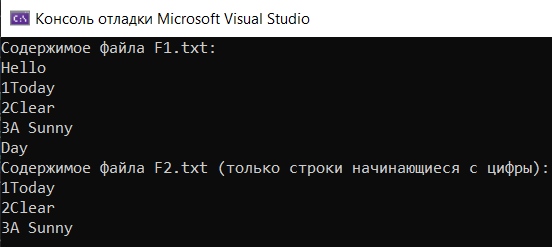 Консоль отладки Microsoft Visual Studio
Содержимое файла F1.txt:
Hello
1Today
2Clear
3A Sunny
Day
Содержимое файла F2.txt (только строки начинающиеся с цифры):
1Today
2Clear
3A Sunny